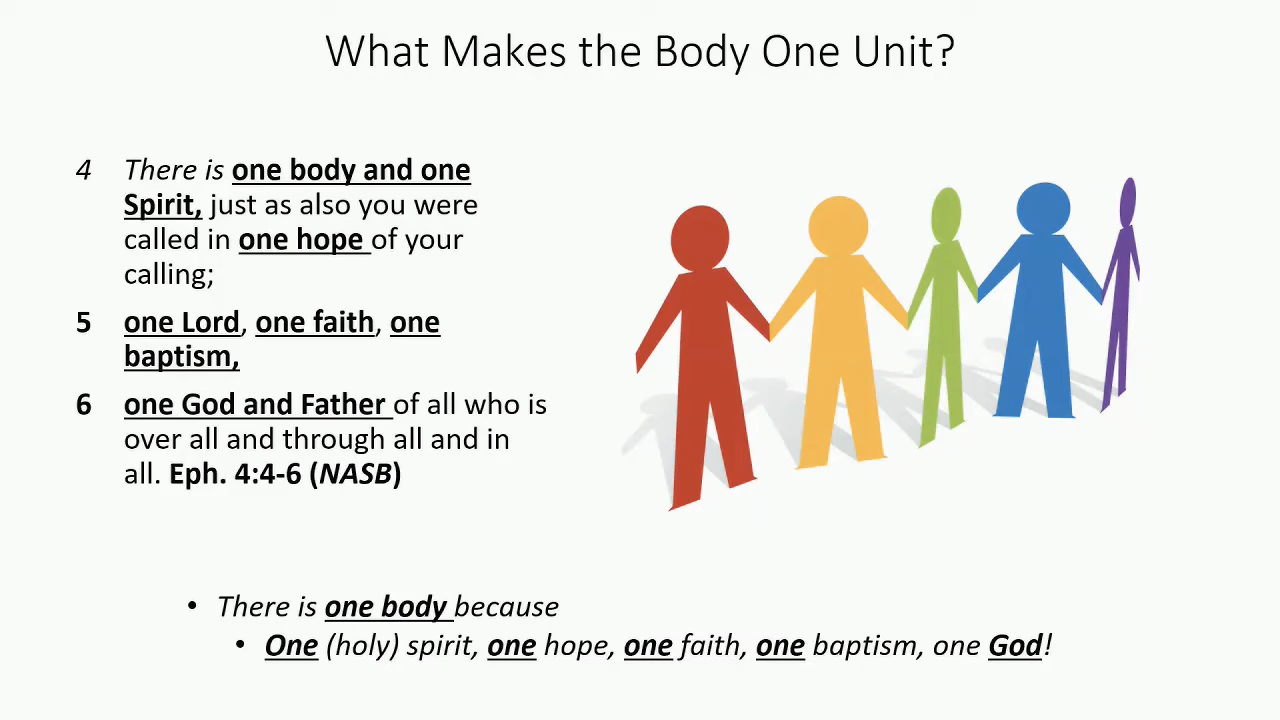 What Makes the Body One Unit?
4 There is one body and one
Spirit, just as also you were
called in one hope of your
calling;
5 one Lord, one faith, one
baptism,
6 one God and Father of all who is
over all and through all and in
all. Eph. 4:4-6 (NASB)
• There is one body because
• One (holy) spirit, one hope, one faith, one baptism, one God!